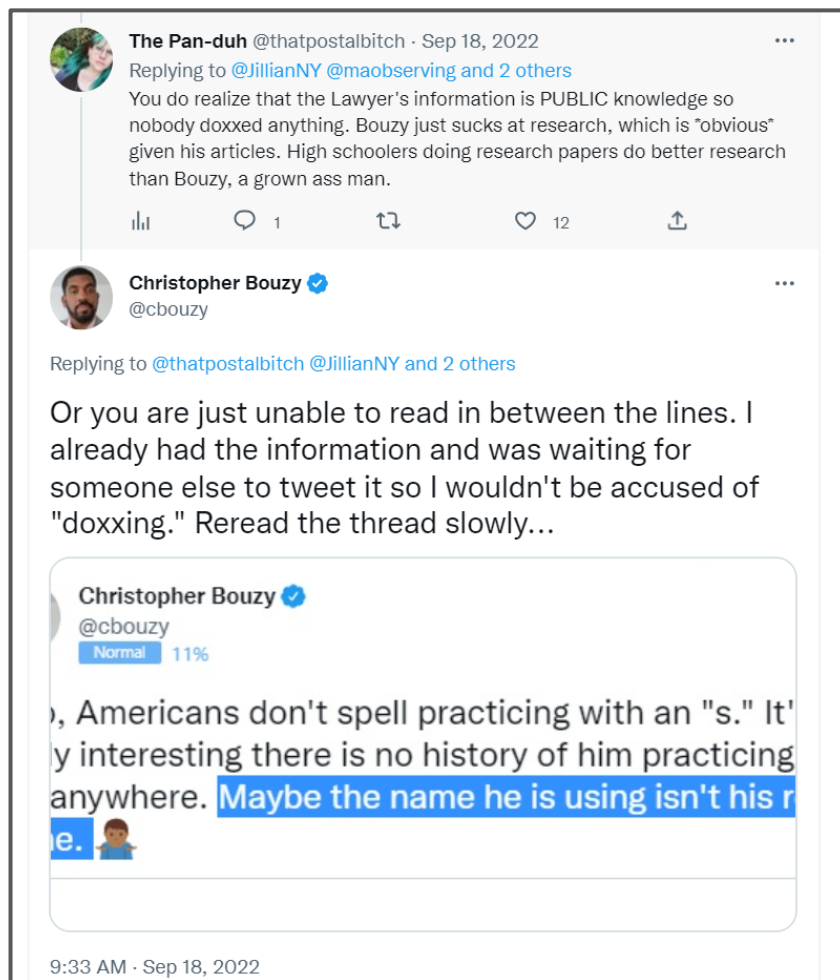 The Pan-duh @thatpostalbitch · Sep 18, 2022
Replying to @JillianNY @maobserving and 2 others
You do realize that the Lawyer's information is PUBLIC knowledge so
nobody doxxed anything. Bouzy just sucks at research, which is *obvious*
given his articles. High schoolers doing research papers do better research
than Bouzy, a grown ass man.
1 12
Christopher Bouzy
@cbouzy
Replying to @thatpostalbitch @JillianNY and 2 others
Or you are just unable to read in between the lines. I
already had the information and was waiting for
someone else to tweet it so I wouldn't be accused of
"doxxing." Reread the thread slowly...
Christopher Bouzy
@cbouzy
Normal 11%
, Americans don't spell practicing with an "s." It'
y interesting there is no history of him practicing
anywhere. Maybe the name he is using isn't his r
e.
9:33 AM · Sep 18, 2022